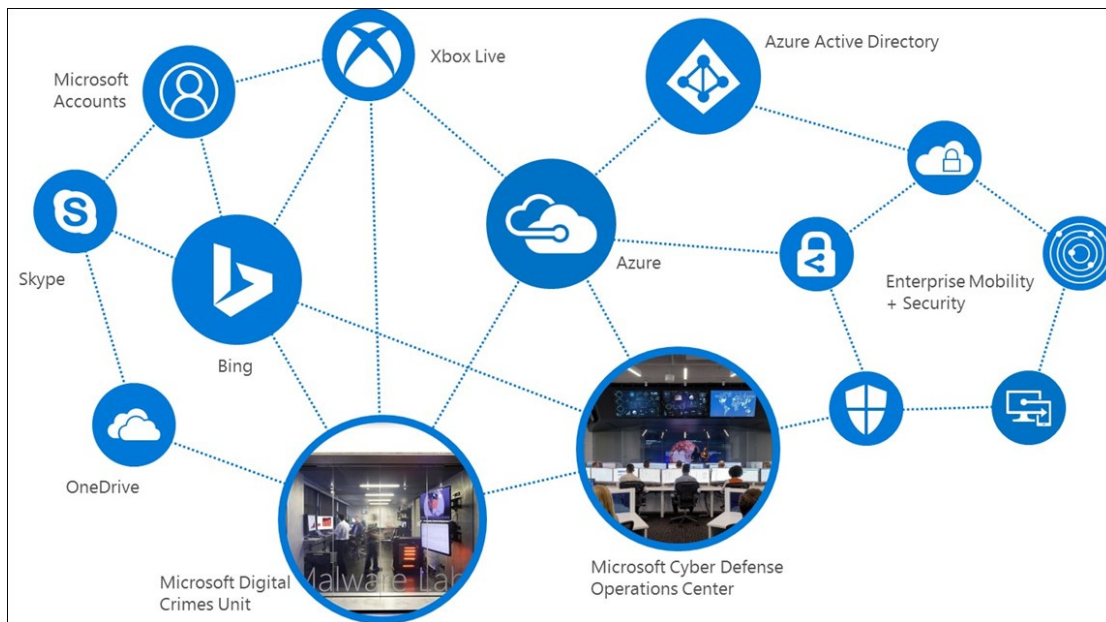 Xbox Live
Azure Active Directory
Microsoft
Accounts
Skype
Azure
Enterprise Mobility
+ Security
Bing
OneDrive
Malware Lab
Microsoft Digital
Crimes Unit
Microsoft Cyber Defense
Operations Center